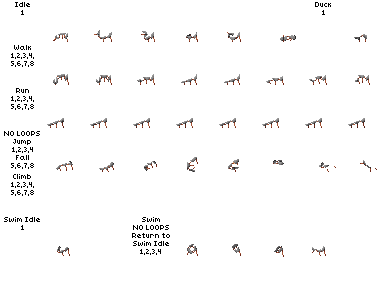 Idle
1
Duck
1
Walk
1,2,3,4,
5,6,7,8
Run
1,2,3,4,
5,6,7,8
NO LOOPS
Jump
1,2,3,4
Fall
5,6,7,8
Climb
1,2,3,4,
5,6,7,8
Swim Idle
1
Swim
NO LOOPS
Return to
Swim Idle
1,2,3,4